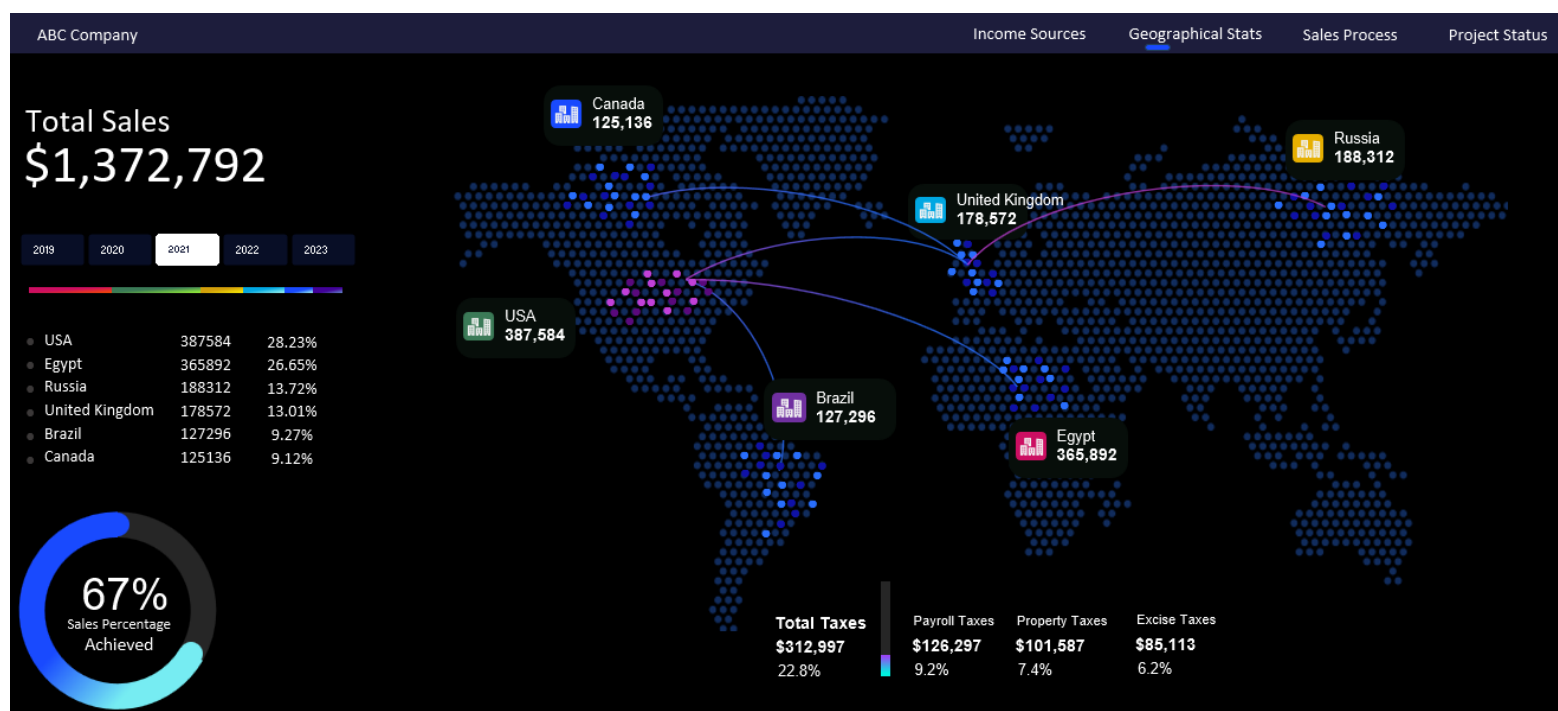 ABC Company
Income Sources
Geographical Stats
Sales Process
Project Status
Total Sales
$1,372,792
2019 2020 2021 2022 2023
USA 387584 28.23%
Egypt 365892 26.65%
Russia 188312 13.72%
United Kingdom 178572 13.01%
Brazil 127296 9.27%
Canada 125136 9.12%
67%
Sales Percentage
Achieved
Canada
125,136
Russia
188,312
United Kingdom
178,572
USA
387,584
Brazil
127,296
Egypt
365,892
Total Taxes
$312,997
22.8%
Payroll Taxes
$126,297
9.2%
Property Taxes
$101,587
7.4%
Excise Taxes
$85,113
6.2%